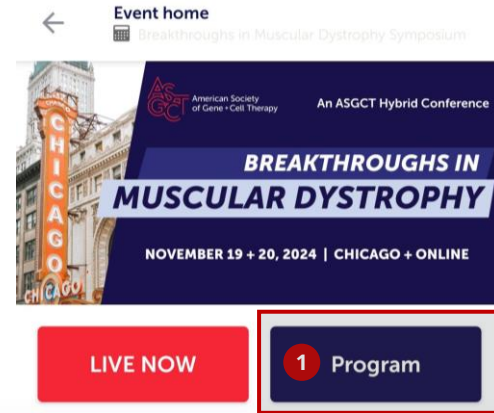 Event home
Breakthroughs in Muscular Dystrophy Symposium
ASGCT
American Society
of Gene + Cell Therapy
An ASGCT Hybrid Conference
BREAKTHROUGHS IN
MUSCULAR DYSTROPHY
NOVEMBER 19 + 20, 2024 | CHICAGO + ONLINE
CHICAGO
CHICAGO
LIVE NOW
1 Program